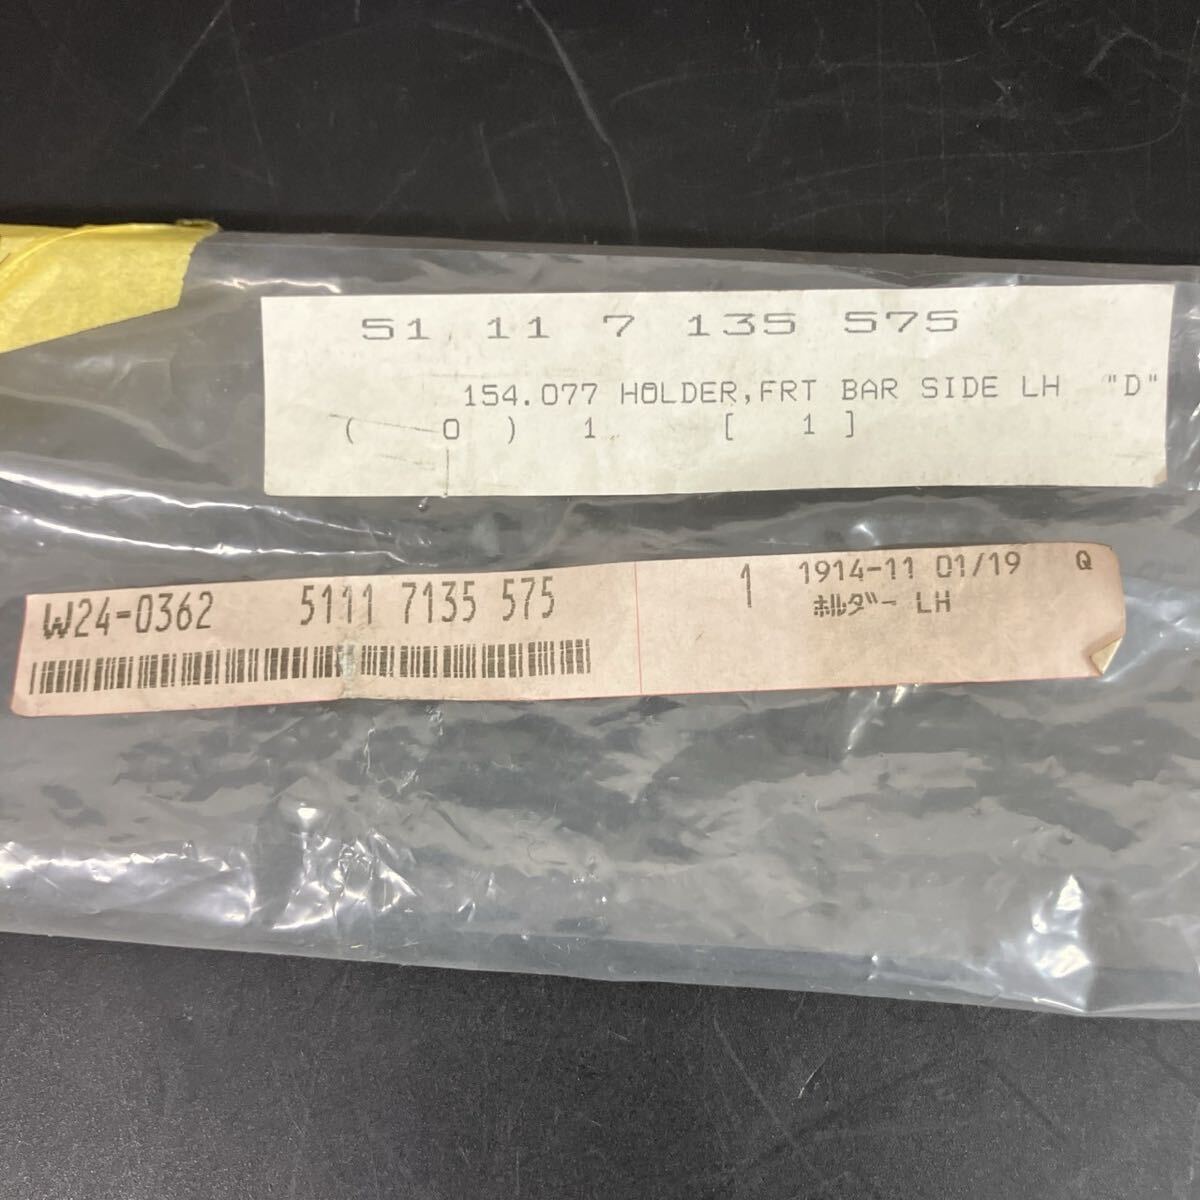 51 11 7 135 575
154.077 HOLDER,FRT BAR SIDE LH "D"
( 0 ) 1 [ 1 ]
W24-0362 5111 7135 575 1 1914-11 01/19 Q
ﾎﾙﾀﾞｰ LH